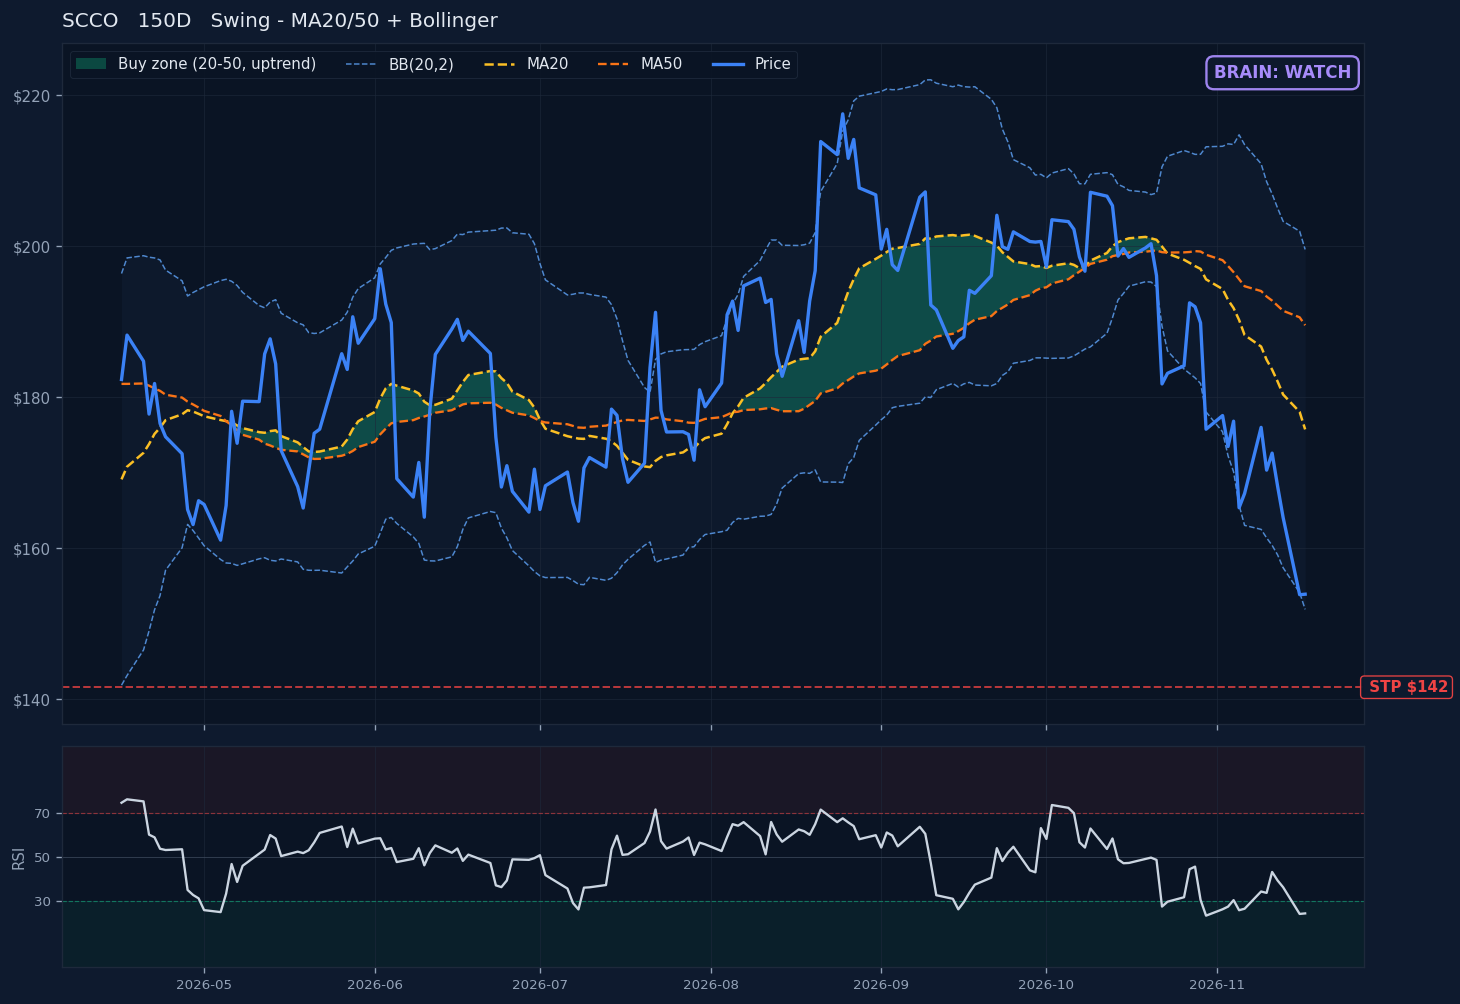 SCCO 150D Swing - MA20/50 + Bollinger
Buy zone (20-50, uptrend) BB(20,2) MA20 MA50 Price
BRAIN: WATCH
$220
$200
$180
$160
$140
STP $142
70
50
30
RSI
2026-05 2026-06 2026-07 2026-08 2026-09 2026-10 2026-11